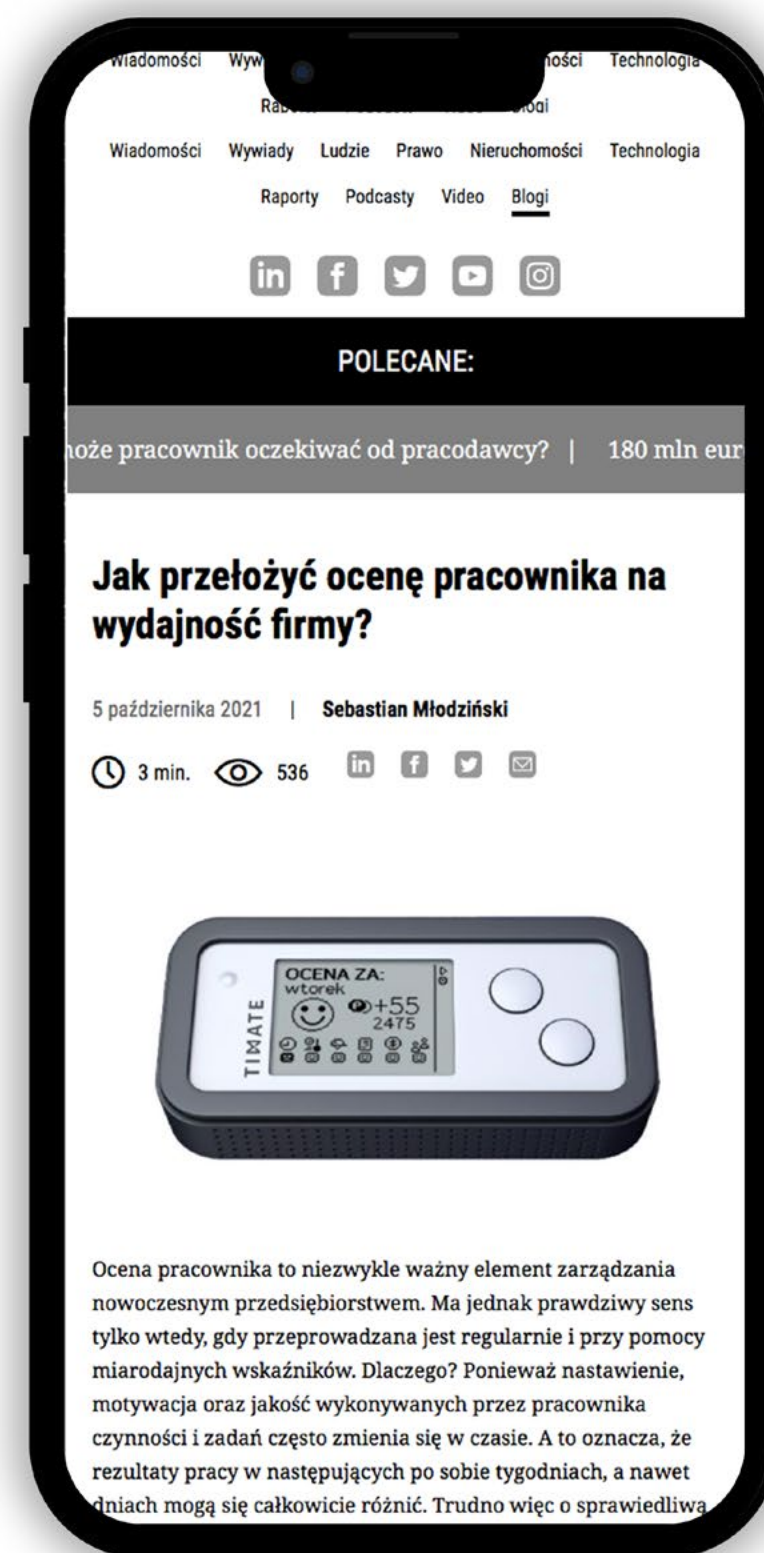 Wiadomości Technologia
Wiadomości Wywiady Ludzie Prawo Nieruchomości Technologia
Raporty Podcasty Video Blogi
in f
POLECANE:
pracownik oczekiwać od pracodawcy? | 180 mln
Jak przełożyć ocenę pracownika na
wydajność firmy?
5 października 2021 | Sebastian Młodziński
3 min. 536 in f
OCENA ZA:
wtorek
+55
2475
TIMATE
Ocena pracownika to niezwykle ważny element zarządzania
nowoczesnym przedsiębiorstwem. Ma jednak prawdziwy sens
tylko wtedy, gdy przeprowadzana jest regularnie i przy pomocy
miarodajnych wskaźników. Dlaczego? Ponieważ nastawienie,
motywacja oraz jakość wykonywanych przez pracownika
czynności i zadań często zmienia się w czasie. A to oznacza, że
rezultaty pracy w następujących po sobie tygodniach, a nawet
dniach mogą się całkowicie różnić. Trudno więc o sprawiedliwą